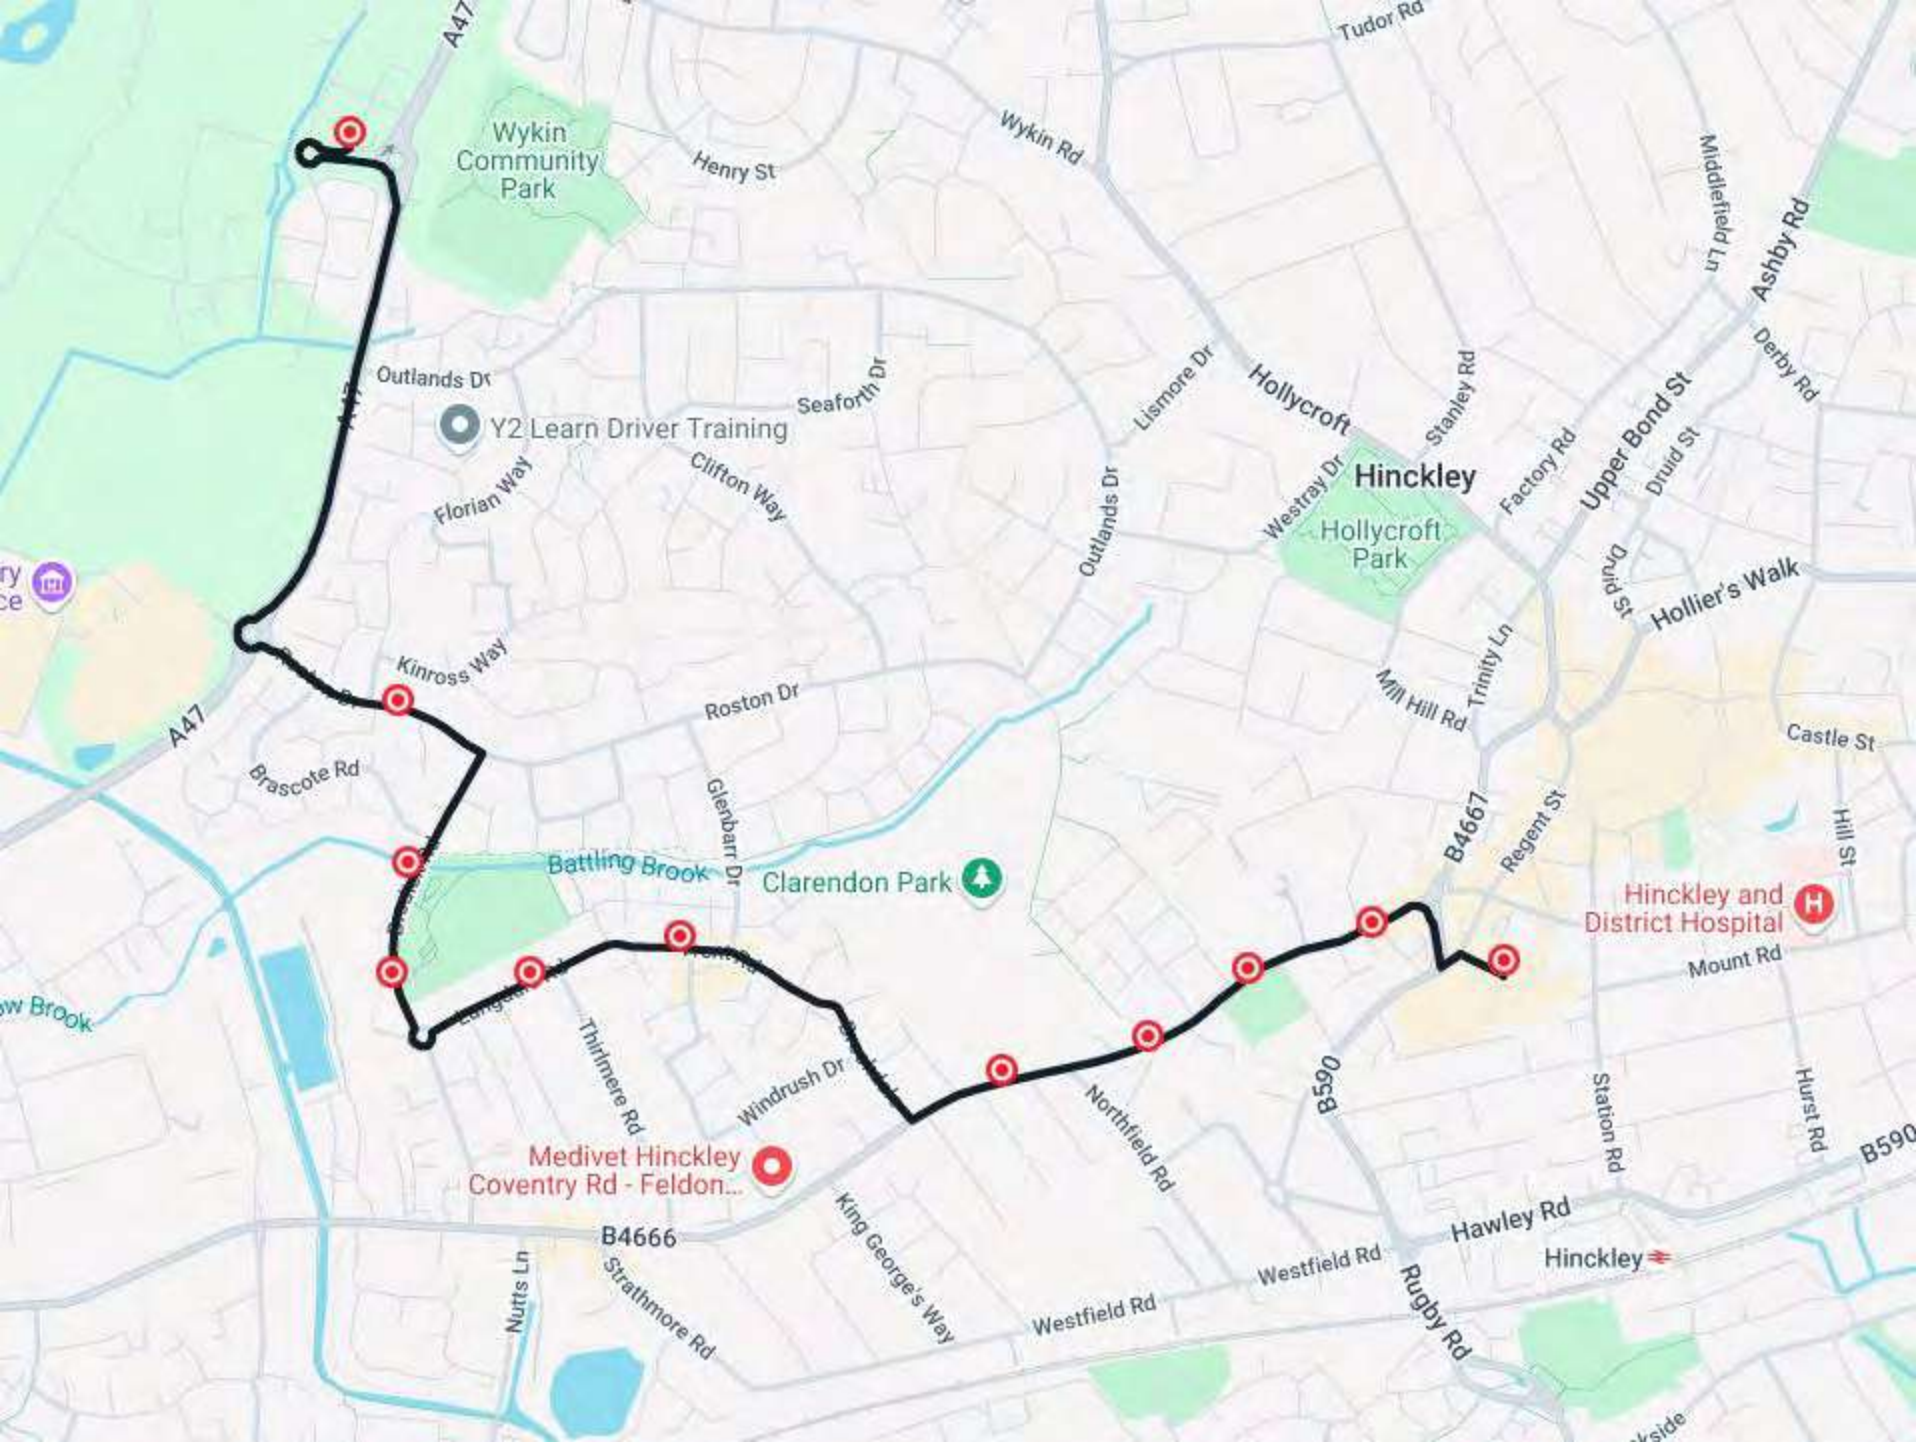 A47
Tudor Rd
Wykin
Community
Park
Henry St
Wykin Rd
Middlefield Ln
Ashby Rd
Outlands Dr
Lismore Dr
Derby Rd
A47
Seaforth Dr
Hollycroft
Stanley Rd
Upper Bond St
Y2 Learn Driver Training
Factory Rd
Druid St
Clifton Way
Westray Dr
Hinckley
Florian Way
Outlands Dr
Hollycroft
Park
Druid St
ry
ce
Hollier's Walk
Kinross Way
Trinity Ln
Roston Dr
Mill Hill Rd
A47
Castle St
Brascote Rd
Glenbarr Dr
B4667
Regent St
Hill St
Battling Brook
Clarendon Park
Hinckley and
District Hospital
H
Mount Rd
ow Brook
Thirlmere Rd
Windrush Dr
Northfield Rd
B590
Station Rd
Hurst Rd
B590
Medivet Hinckley
Coventry Rd - Feldon...
King George's Way
Hawley Rd
B4666
Westfield Rd
Hinckley
Nutts Ln
Strathmore Rd
Westfield Rd
Rugby Rd
kside